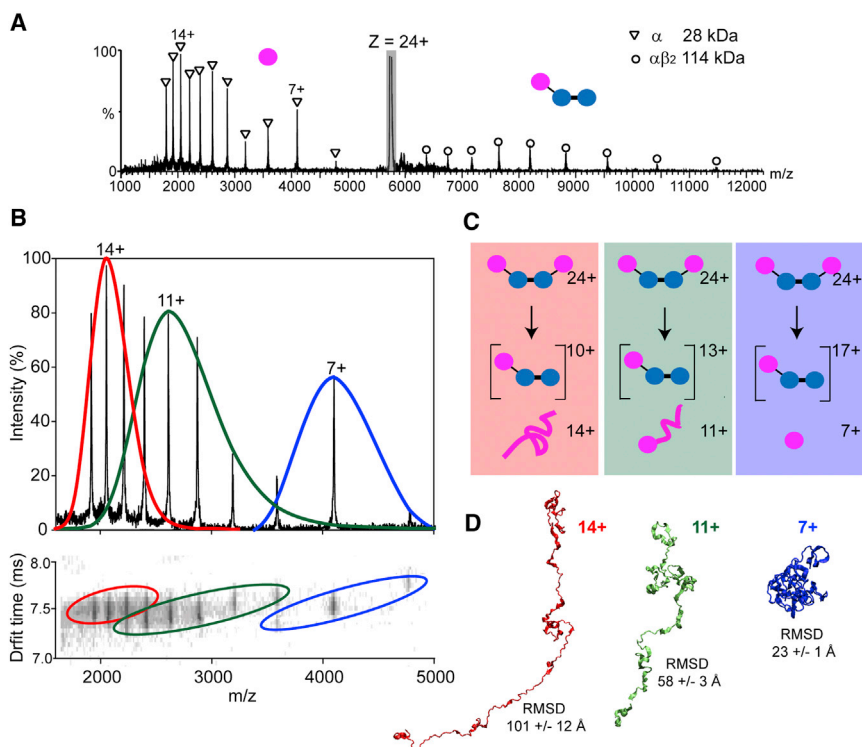 A
14+
Z = 24+
α 28 kDa
αβ2 114 kDa
100
%
0
7+
1000 2000 3000 4000 5000 6000 7000 8000 9000 10000 11000 12300 m/z
B
14+
11+
7+
100
80
60
40
20
0
Intensity (%)
8.0
7.5
7.0
Drfit time (ms)
2000 3000 4000 5000
m/z
C
24+ 24+ 24+
10+ 13+ 17+
14+ 11+ 7+
D
14+ 11+ 7+
RMSD
23 +/- 1 Å
RMSD
58 +/- 3 Å
RMSD
101 +/- 12 Å